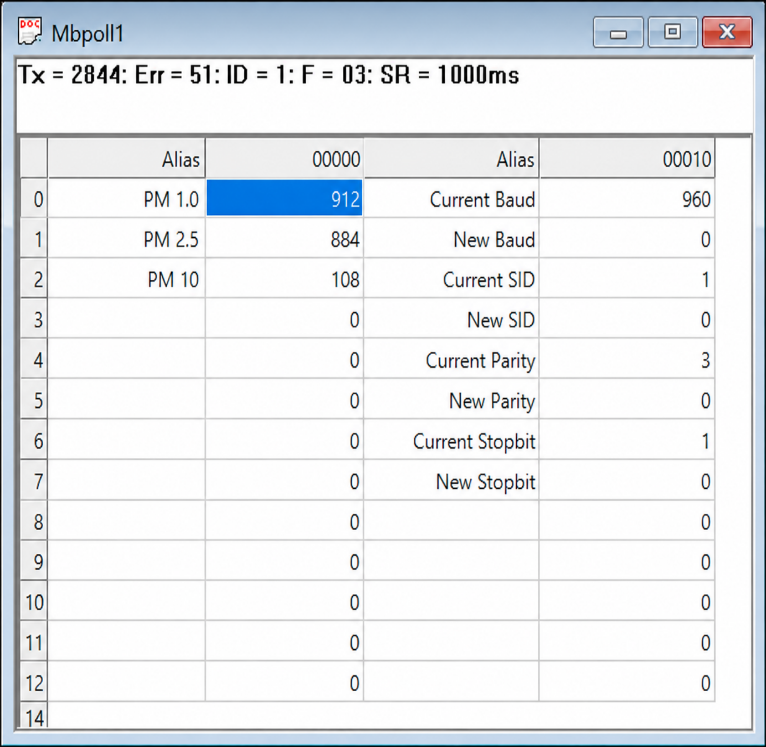 DOC
Mbpoll1
Tx = 2844: Err = 51: ID = 1: F = 03: SR = 1000ms
Alias 00000 Alias 00010
0 PM 1.0 912 Current Baud 960
1 PM 2.5 884 New Baud 0
2 PM 10 108 Current SID 1
3 0 New SID 0
4 0 Current Parity 3
5 0 New Parity 0
6 0 Current Stopbit 1
7 0 New Stopbit 0
8 0 0
9 0 0
10 0 0
11 0 0
12 0 0
14